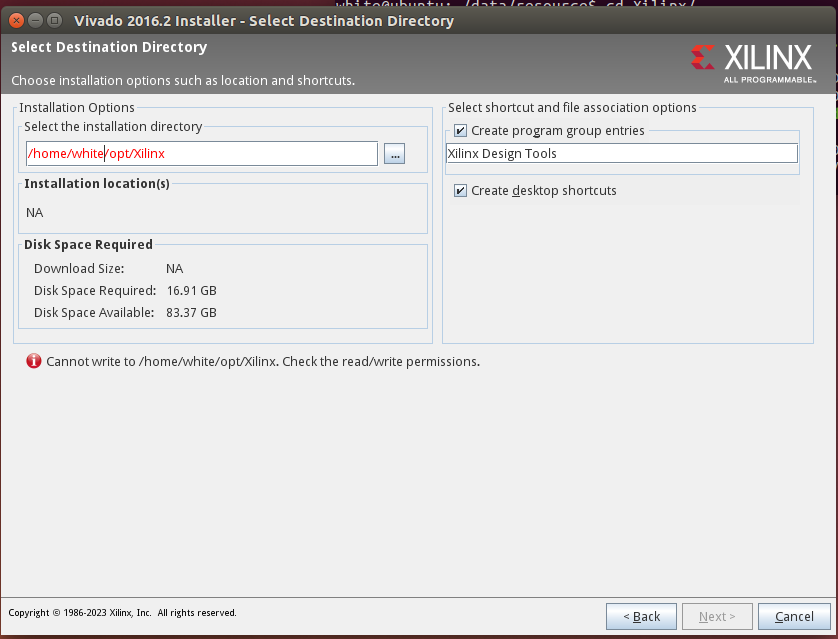 white@ubuntu: /data/resource$ cd Xilinx/
Vivado 2016.2 Installer - Select Destination Directory
Select Destination Directory
Choose installation options such as location and shortcuts.
XILINX
ALL PROGRAMMABLE™
Installation Options
Select the installation directory
/home/white/opt/Xilinx
...
Installation location(s)
NA
Disk Space Required
Download Size: NA
Disk Space Required: 16.91 GB
Disk Space Available: 83.37 GB
Select shortcut and file association options
Create program group entries
Xilinx Design Tools
Create desktop shortcuts
Cannot write to /home/white/opt/Xilinx. Check the read/write permissions.
Copyright © 1986-2023 Xilinx, Inc. All rights reserved.
< Back
Next >
Cancel